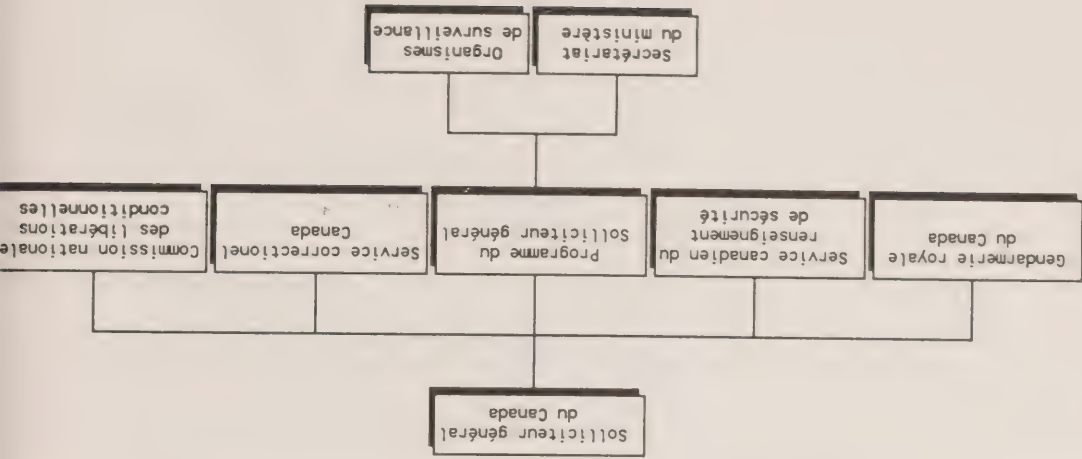 Solliciteur général
du Canada
Gendarmerie royale
du Canada
Service canadien du
renseignement
de sécurité
Programme du
Solliciteur général
Service correctionel
Canada
Commission nationale
des libérations
conditionnelles
Secrétariat
du ministère
Organismes
de surveillance